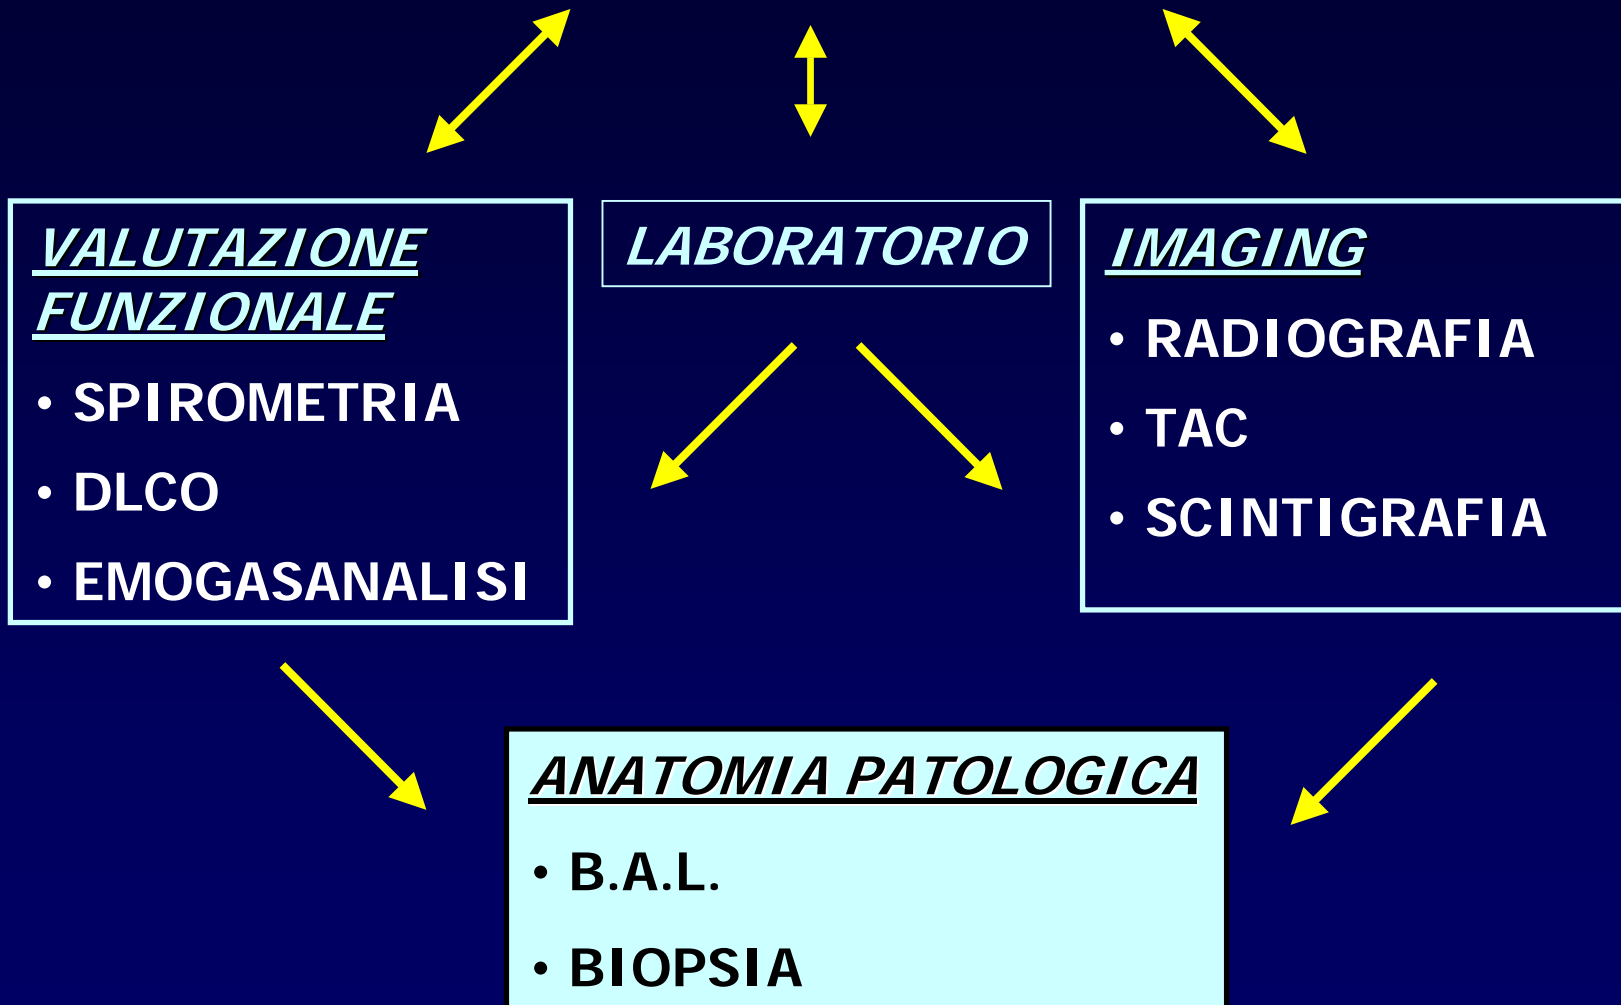 VALUTAZIONE
FUNZIONALE
• SPIROMETRIA
• DLCO
• EMOGASANALISI
LABORATORIO
IMAGING
• RADIOGRAFIA
• TAC
• SCINTIGRAFIA
ANATOMIA PATOLOGICA
• B.A.L.
• BIOPSIA